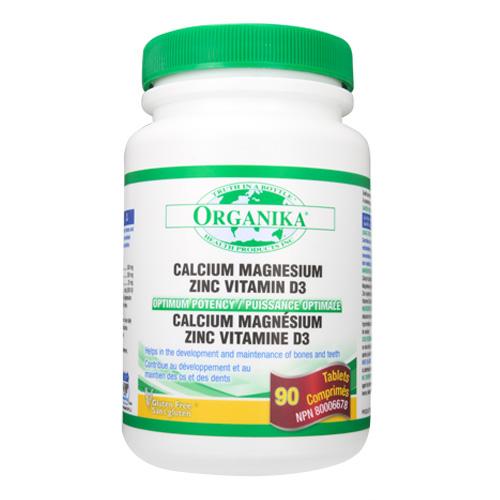 TRUTH IN A BOTTLE
ORGANIKA®
HEALTH PRODUCTS INC
CALCIUM MAGNESIUM
ZINC VITAMIN D3
OPTIMUM POTENCY / PUISSANCE OPTIMALE
CALCIUM MAGNÉSIUM
ZINC VITAMINE D3
Helps in the development and maintenance of bones and teeth
Contribue au développement et au
maintien des os et des dents
Gluten Free
Sans gluten
90 Tablets
Comprimés
NPN 80006678